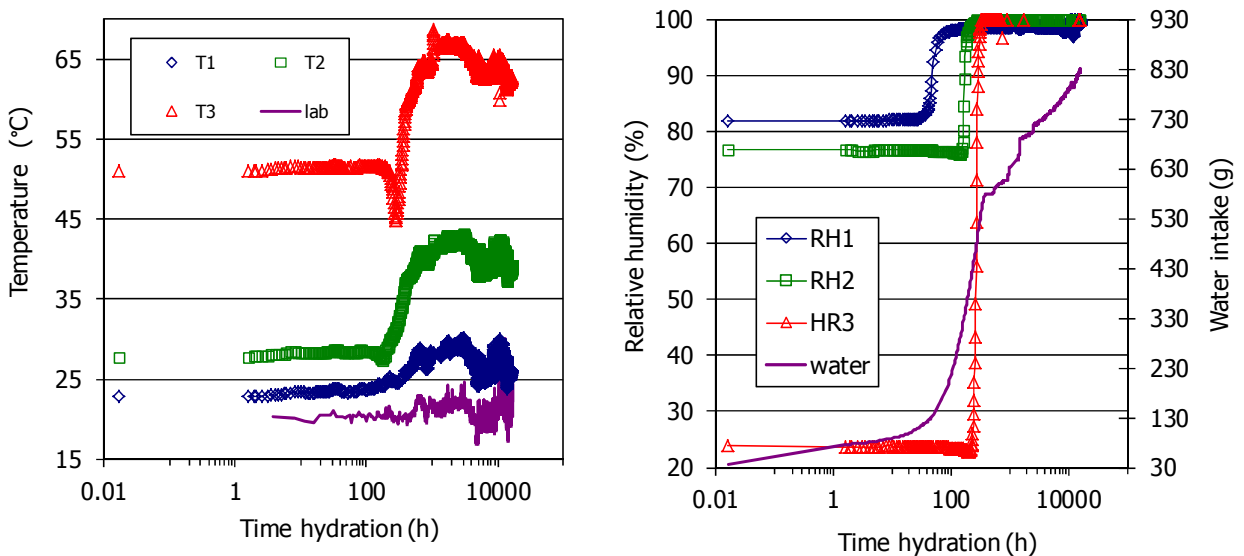 65
55
45
35
25
15
Temperature (°C)
T1 T2
T3 lab
0.01 1 100 10000
Time hydration (h)
100
90
80
70
60
50
40
30
20
Relative humidity (%)
RH1
RH2
HR3
water
930
830
730
630
530
430
330
230
130
30
Water intake (g)
0.01 1 100 10000
Time hydration (h)